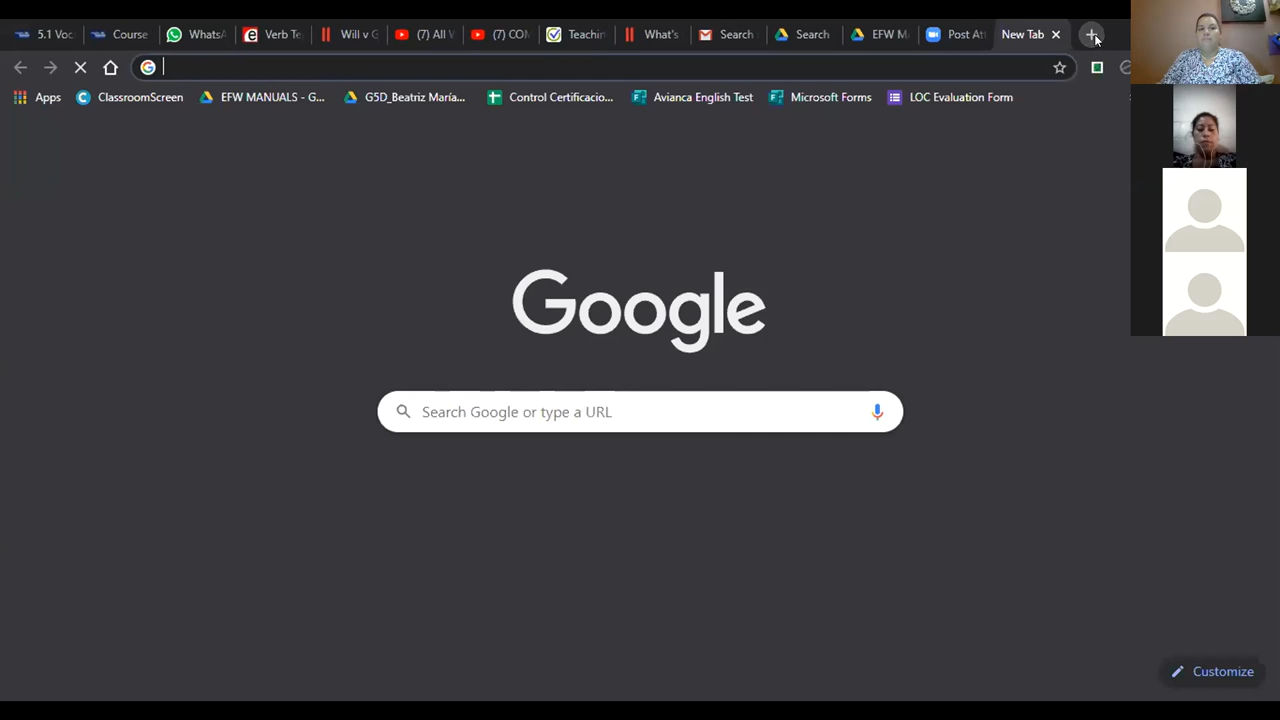 5.1 Voc Course WhatsA Verb Te Will v G (7) All V (7) CON Teachin What's Search Search EFW M Post At New Tab
Apps ClassroomScreen EFW MANUALS - G... G5D_Beatriz María... Control Certificacio... Avianca English Test Microsoft Forms LOC Evaluation Form
Google
Search Google or type a URL
Customize